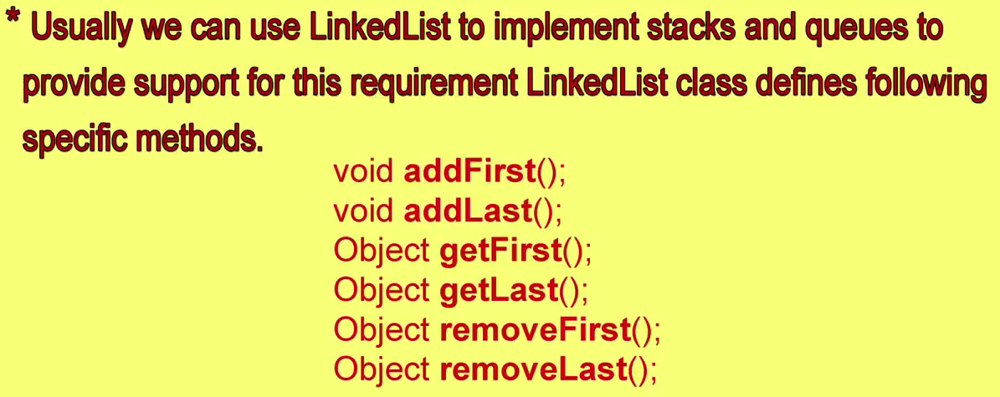 * Usually we can use LinkedList to implement stacks and queues to
provide support for this requirement LinkedList class defines following
specific methods.
void addFirst();
void addLast();
Object getFirst();
Object getLast();
Object removeFirst();
Object removeLast();